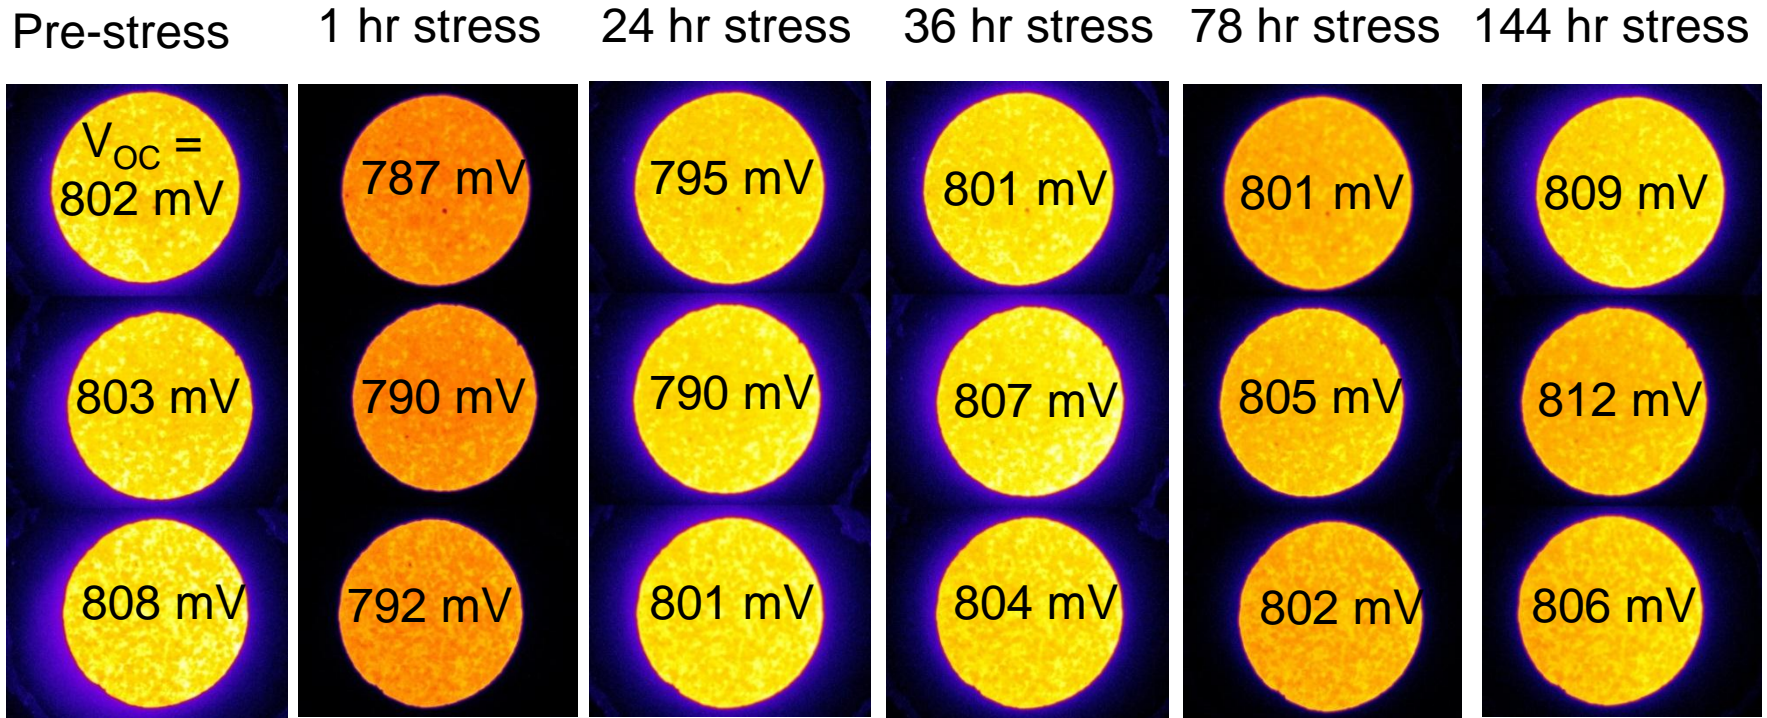 Pre-stress 1 hr stress 24 hr stress 36 hr stress 78 hr stress 144 hr stress
VOC =
802 mV 787 mV 795 mV 801 mV 801 mV 809 mV
803 mV 790 mV 790 mV 807 mV 805 mV 812 mV
808 mV 792 mV 801 mV 804 mV 802 mV 806 mV